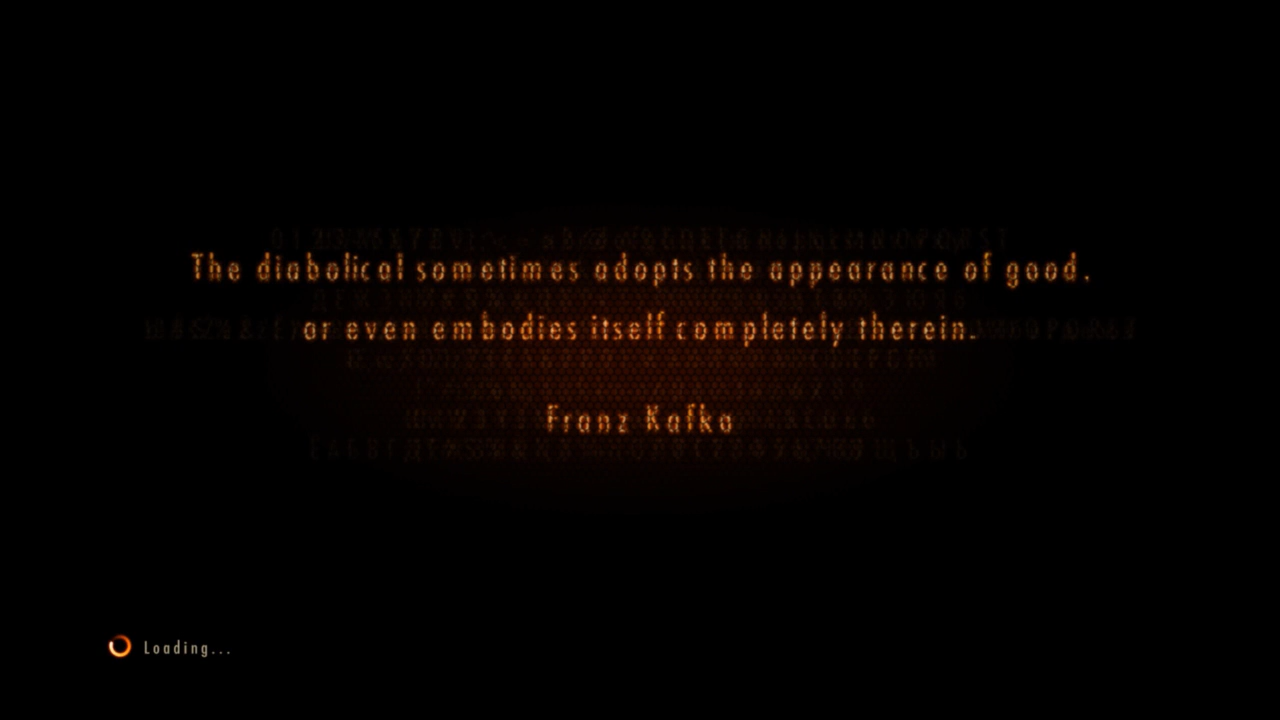 The diabolical sometimes adopts the appearance of good.
or even embodies itself completely therein.
Franz Kafka
Loading...